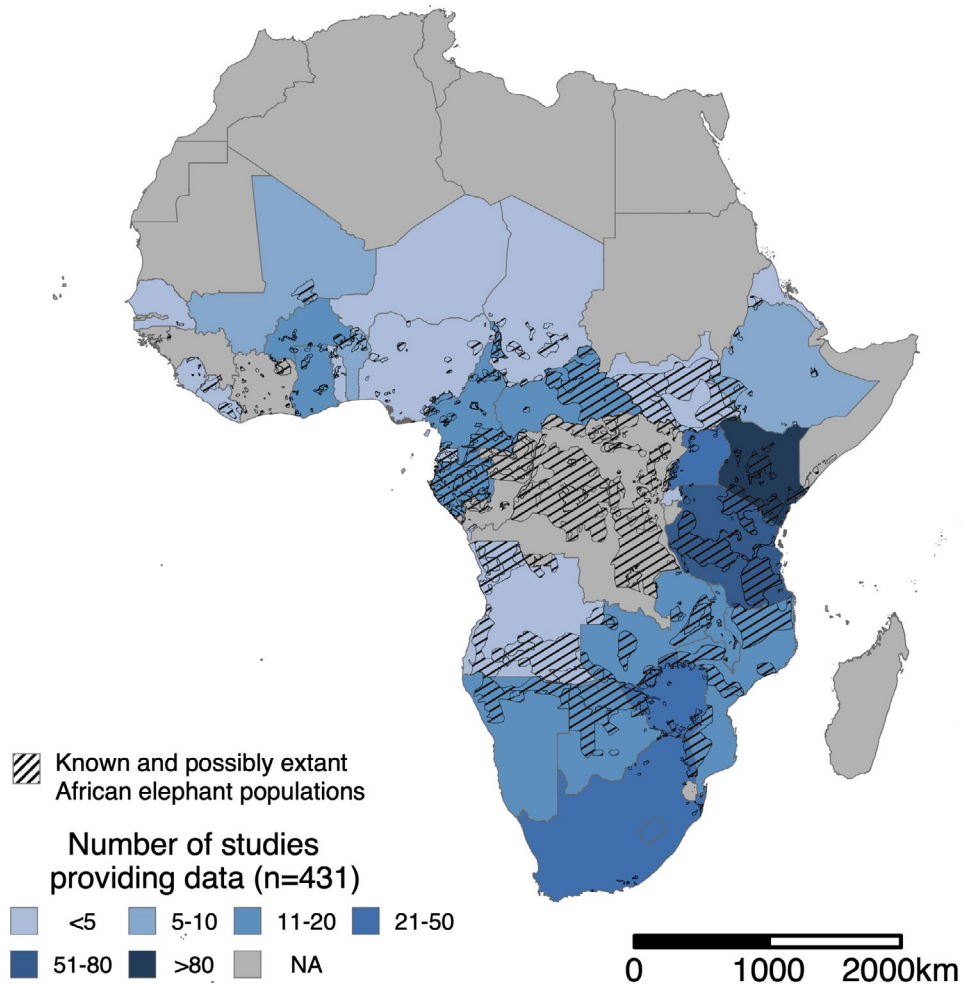 Known and possibly extant
African elephant populations
Number of studies
providing data (n=431)
<5 5-10 11-20 21-50
51-80 >80 NA
0 1000 2000km